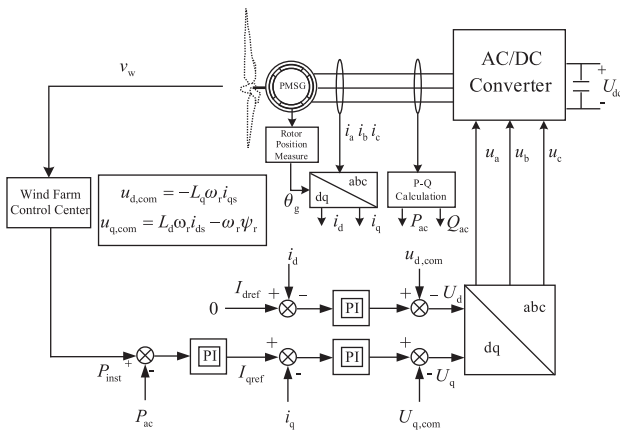 v_w
PMSG
AC/DC
Converter
+
U_dc
-
Rotor
Position
Measure
i_a i_b i_c
u_a
u_b
u_c
Wind Farm
Control Center
u_d,com = −L_q ω_r i_qs
u_q,com = L_d ω_r i_ds − ω_r ψ_r
θ_g
abc
dq
P-Q
Calculation
i_d
i_q
P_ac
Q_ac
i_d
u_d,com
0
I_dref
+
−
PI
+
−
U_d
abc
dq
P_inst
+
-
PI
I_qref
+
-
PI
+
-
U_q
P_ac
i_q
U_q,com